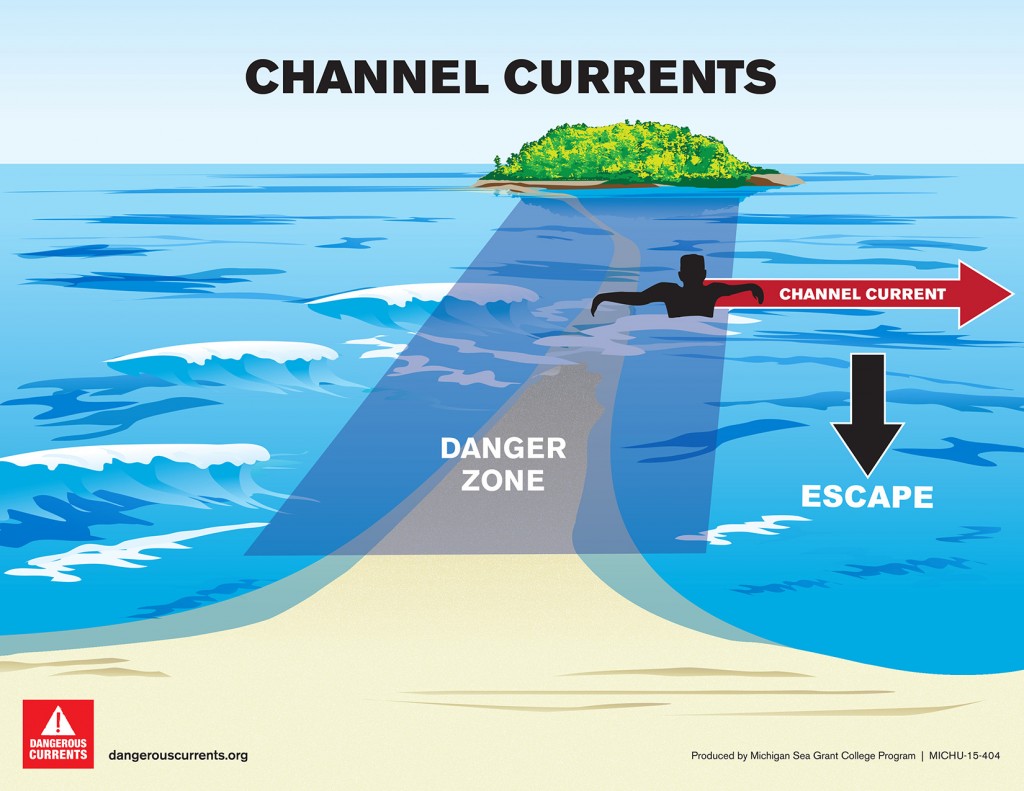 CHANNEL CURRENTS
CHANNEL CURRENT
DANGER
ZONE
ESCAPE
DANGEROUS
CURRENTS
dangerouscurrents.org
Produced by Michigan Sea Grant College Program | MICHU-15-404